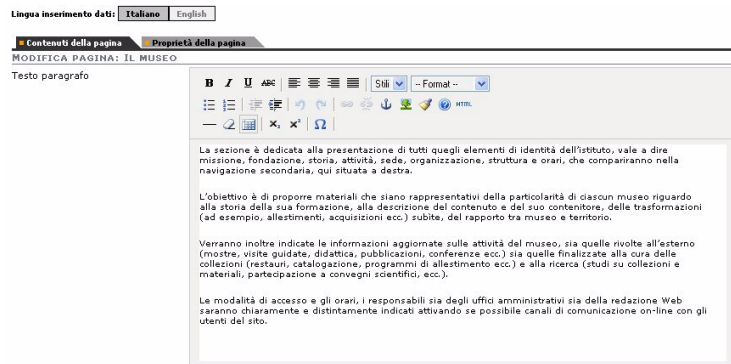 Lingua inserimento dati: Italiano English
Contenuti della pagina Proprietà della pagina
MODIFICA PAGINA: IL MUSEO
Testo paragrafo
B I U ABC Stili -- Format --
HTML
x₂ x² Ω
La sezione è dedicata alla presentazione di tutti quegli elementi di identità dell'istituto, vale a dire
missione, fondazione, storia, attività, sede, organizzazione, struttura e orari, che compariranno nella
navigazione secondaria, qui situata a destra.
L'obiettivo è di proporre materiali che siano rappresentativi della particolarità di ciascun museo riguardo
alla storia della sua formazione, alla descrizione del contenuto e del suo contenitore, delle trasformazioni
(ad esempio, allestimenti, acquisizioni ecc.) subìte, del rapporto tra museo e territorio.
Verranno inoltre indicate le informazioni aggiornate sulle attività del museo, sia quelle rivolte all'esterno
(mostre, visite guidate, didattica, pubblicazioni, conferenze ecc.) sia quelle finalizzate alla cura delle
collezioni (restauri, catalogazione, programmi di allestimento ecc.) e alla ricerca (studi su collezioni e
materiali, partecipazione a convegni scientifici, ecc.).
Le modalità di accesso e gli orari, i responsabili sia degli uffici amministrativi sia della redazione Web
saranno chiaramente e distintamente indicati attivando se possibile canali di comunicazione on-line con gli
utenti del sito.